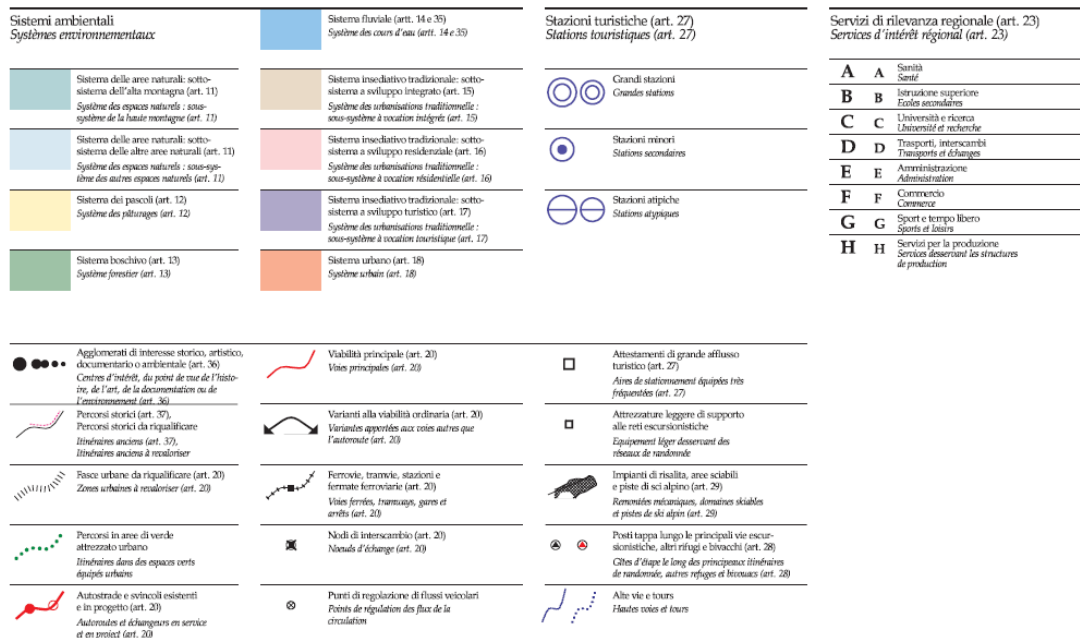 Sistemi ambientali
Systèmes environnementaux
Sistema delle aree naturali: sotto-
sistema dell'alta montagna (art. 11)
Système des espaces naturels : sous-
système de la haute montagne (art. 11)
Sistema delle aree naturali: sotto-
sistema delle altre aree naturali (art. 11)
Système des espaces naturels : sous-sys-
tème des autres espaces naturels (art. 11)
Sistema dei pascoli (art. 12)
Système des pâturages (art. 12)
Sistema boschivo (art. 13)
Système forestier (art. 13)
Sistema fluviale (artt. 14 e 35)
Système des cours d'eau (artt. 14 e 35)
Sistema insediativo tradizionale: sotto-
sistema a sviluppo integrato (art. 15)
Système des urbanisations traditionnelle :
sous-système à vocation intégréz (art. 15)
Sistema insediativo tradizionale: sotto-
sistema a sviluppo residenziale (art. 16)
Système des urbanisations traditionnelle :
sous-système à vocation résidentielle (art. 16)
Sistema insediativo tradizionale: sotto-
sistema a sviluppo turistico (art. 17)
Système des urbanisations traditionnelle :
sous-système à vocation touristique (art. 17)
Sistema urbano (art. 18)
Système urbain (art. 18)
Stazioni turistiche (art. 27)
Stations touristiques (art. 27)
Grandi stazioni
Grandes stations
Stazioni minori
Stations secondaires
Stazioni atipiche
Stations atypiques
Servizi di rilevanza regionale (art. 23)
Services d'intérêt régional (art. 23)
A A Sanità
Santé
B B Istruzione superiore
Ecoles secondaires
C C Università e ricerca
Université et recherche
D D Trasporti, interscambi
Transports et échanges
E E Amministrazione
Administration
F F Commercio
Commerce
G G Sport e tempo libero
Sports et loisirs
H H Servizi per la produzione
Services desservant les structures
de production
Agglomerati di interesse storico, artistico,
documentario o ambientale (art. 36)
Centres d'intérêt, du point de vue de l'histo-
ire, de l'art, de la documentation ou de
l'environnement (art. 36)
Percorsi storici (art. 37),
Percorsi storici da riqualificare
Itinéraires anciens (art. 37),
Itinéraires anciens à revaloriser
Fasce urbane da riqualificare (art. 20)
Zones urbaines à revaloriser (art. 20)
Percorsi in aree di verde
attrezzato urbano
Itinéraires dans des espaces verts
équipés urbains
Autostrade e svincoli esistenti
e in progetto (art. 20)
Autoroutes et échangeurs en service
et en project (art. 20)
Viabilità principale (art. 20)
Voies principales (art. 20)
Varianti alla viabilità ordinaria (art. 20)
Variantes apportées aux voies autres que
l'autoroute (art. 20)
Ferrovie, tramvie, stazioni e
fermate ferroviarie (art. 20)
Voies ferrées, tramways, gares et
arrêts (art. 20)
Nodi di interscambio (art. 20)
Noeuds d'échange (art. 20)
Punti di regolazione di flussi veicolari
Points de régulation des flux de la
circulation
Attestamenti di grande afflusso
turistico (art. 27)
Aires de stationnement équipées très
fréquentées (art. 27)
Attrezzature leggere di supporto
alle reti escursionistiche
Equipement léger desservant des
réseaux de randonnée
Impianti di risalita, aree sciabili
e piste di sci alpino (art. 29)
Remontées mécaniques, domaines skiables
et pistes de ski alpin (art. 29)
Posti tappa lungo le principali vie escur-
sionistiche, altri rifugi e bivacchi (art. 28)
Gîtes d'étape le long des principeaux itinéraires
de randonnée, autres refuges et bivouacs (art. 28)
Alte vie e tours
Hautes voies et tours